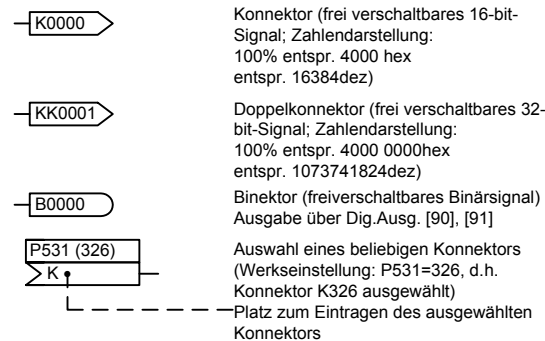 K0000
Konnektor (frei verschaltbares 16-bit-
Signal; Zahlendarstellung:
100% entspr. 4000 hex
entspr. 16384dez)
KK0001
Doppelkonnektor (frei verschaltbares 32-
bit-Signal; Zahlendarstellung:
100% entspr. 4000 0000hex
entspr. 1073741824dez)
B0000
Binektor (freiverschaltbares Binärsignal)
Ausgabe über Dig.Ausg. [90], [91]
P531 (326)
K
Auswahl eines beliebigen Konnektors
(Werkseinstellung: P531=326, d.h.
Konnektor K326 ausgewählt)
Platz zum Eintragen des ausgewählten
Konnektors